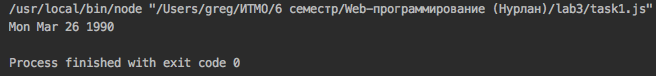 /usr/local/bin/node "/Users/greg/ИТМО/6 семестр/Web-программирование (Нурлан)/lab3/task1.js"
Mon Mar 26 1990
Process finished with exit code 0